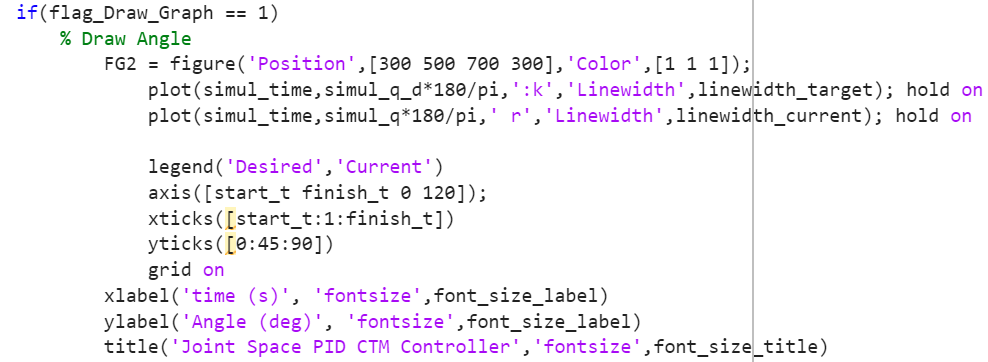 if(flag_Draw_Graph == 1)
% Draw Angle
FG2 = figure('Position',[300 500 700 300],'Color',[1 1 1]);
plot(simul_time,simul_q_d*180/pi,':k','Linewidth',linewidth_target); hold on
plot(simul_time,simul_q*180/pi,' r','Linewidth',linewidth_current); hold on
legend('Desired','Current')
axis([start_t finish_t 0 120]);
xticks([start_t:1:finish_t])
yticks([0:45:90])
grid on
xlabel('time (s)', 'fontsize',font_size_label)
ylabel('Angle (deg)', 'fontsize',font_size_label)
title('Joint Space PID CTM Controller','fontsize',font_size_title)